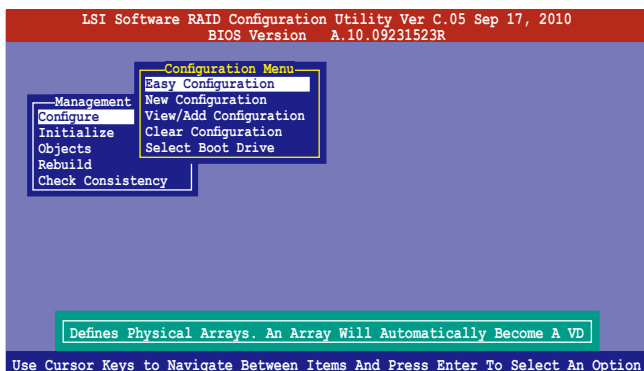 LSI Software RAID Configuration Utility Ver C.05 Sep 17, 2010
BIOS Version A.10.09231523R
Configuration Menu
Easy Configuration
New Configuration
View/Add Configuration
Clear Configuration
Select Boot Drive
Management
Configure
Initialize
Objects
Rebuild
Check Consistency
Defines Physical Arrays. An Array Will Automatically Become A VD
Use Cursor Keys to Navigate Between Items And Press Enter To Select An Option